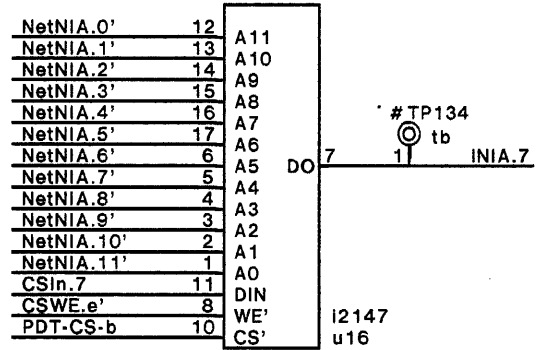 NetNIA.0' 12 A11
NetNIA.1' 13 A10
NetNIA.2' 14 A9
NetNIA.3' 15 A8
NetNIA.4' 16 A7
NetNIA.5' 17 A6
NetNIA.6' 6 A5 DO 7 1 INIA.7
#TP134
tb
NetNIA.7' 5 A4
NetNIA.8' 4 A3
NetNIA.9' 3 A2
NetNIA.10' 2 A1
NetNIA.11' 1 A0
CSIn.7 11 DIN
CSWE.e' 8 WE' i2147
PDT-CS-b 10 CS' u16